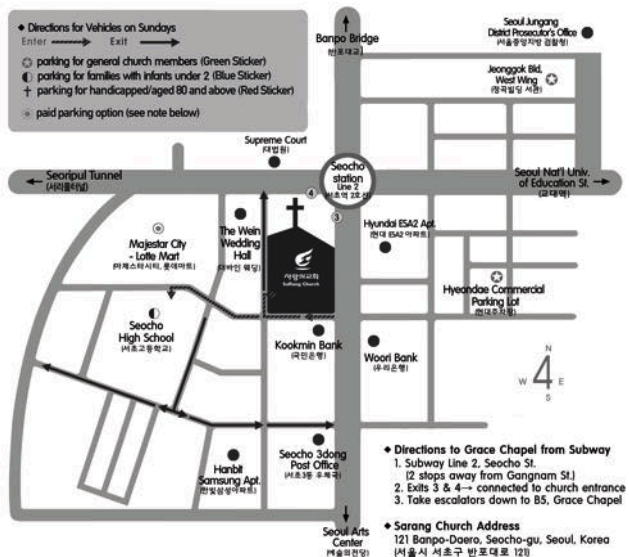 ◆ Directions for Vehicles on Sundays
Enter Exit
parking for general church members (Green Sticker)
parking for families with infants under 2 (Blue Sticker)
parking for handicapped/aged 80 and above (Red Sticker)
paid parking option (see note below)
Banpo Bridge
(반포대교)
Seoul Jungang
District Prosecutor's Office
(서울중앙지방 검찰청)
Jeonggok Bld,
West Wing
(정곡빌딩 서관)
Supreme Court
(대법원)
Seoripul Tunnel
(서리풀터널)
Seocho
station
Line 2
(서초역 2호선)
4
3
Seoul Nat'l Univ.
of Education St.
(교대역)
The Wein
Wedding
Hall
(더바인 웨딩)
Majestar City
- Lotte Mart
(마제스타시티, 롯데마트)
사랑의교회
SaRang Church
Hyundai ESA2 Apt.
(현대 ESA2 아파트)
Hyeondae Commercial
Parking Lot
(현대주차장)
Seocho
High School
(서초고등학교)
Kookmin Bank
(국민은행)
Woori Bank
(우리은행)
N
W 4 E
S
Hanbit
Samsung Apt.
(한빛삼성아파트)
Seocho 3dong
Post Office
(서초3동 우체국)
Seoul Arts
Center
(예술의전당)
◆ Directions to Grace Chapel from Subway
1. Subway Line 2, Seocho St.
(2 stops away from Gangnam St.)
2. Exits 3 & 4→ connected to church entrance
3. Take escalators down to B5, Grace Chapel
◆ Sarang Church Address
121 Banpo-Daero, Seocho-gu, Seoul, Korea
(서울시 서초구 반포대로 121)